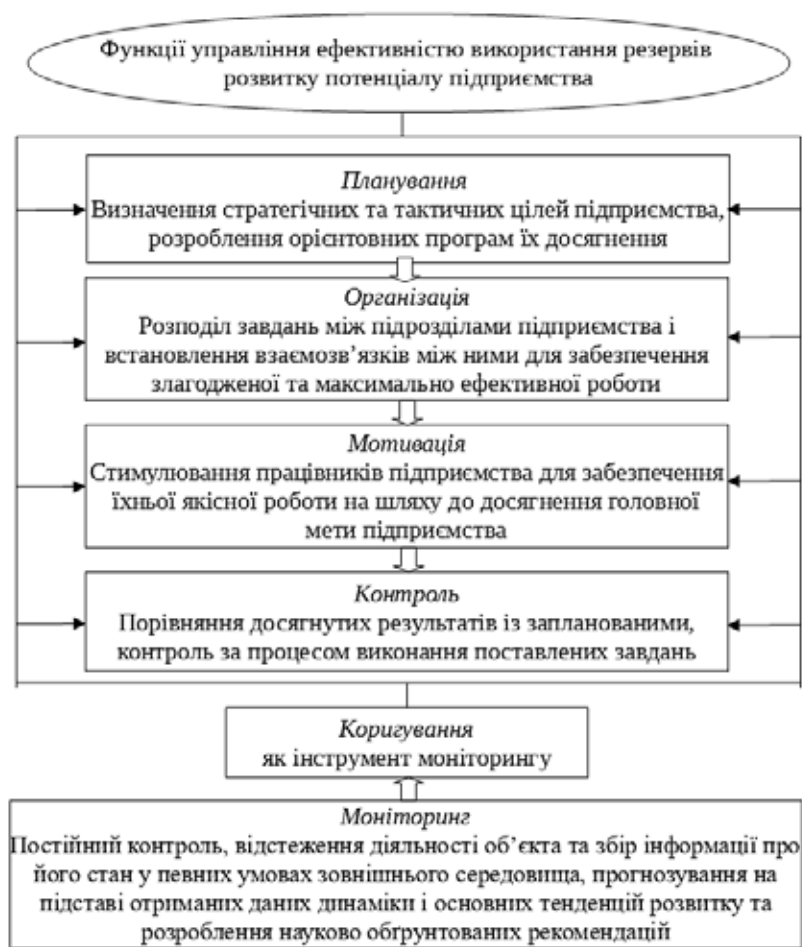 Функції управління ефективністю використання резервів
розвитку потенціалу підприємства
Планування
Визначення стратегічних та тактичних цілей підприємства,
розроблення орієнтовних програм їх досягнення
Організація
Розподіл завдань між підрозділами підприємства і
встановлення взаємозв’язків між ними для забезпечення
злагодженої та максимально ефективної роботи
Мотивація
Стимулювання працівників підприємства для забезпечення
їхньої якісної роботи на шляху до досягнення головної
мети підприємства
Контроль
Порівняння досягнутих результатів із запланованими,
контроль за процесом виконання поставлених завдань
Коригування
як інструмент моніторингу
Моніторинг
Постійний контроль, відстеження діяльності об’єкта та збір інформації про
його стан у певних умовах зовнішнього середовища, прогнозування на
підставі отриманих даних динаміки і основних тенденцій розвитку та
розроблення науково обґрунтованих рекомендацій